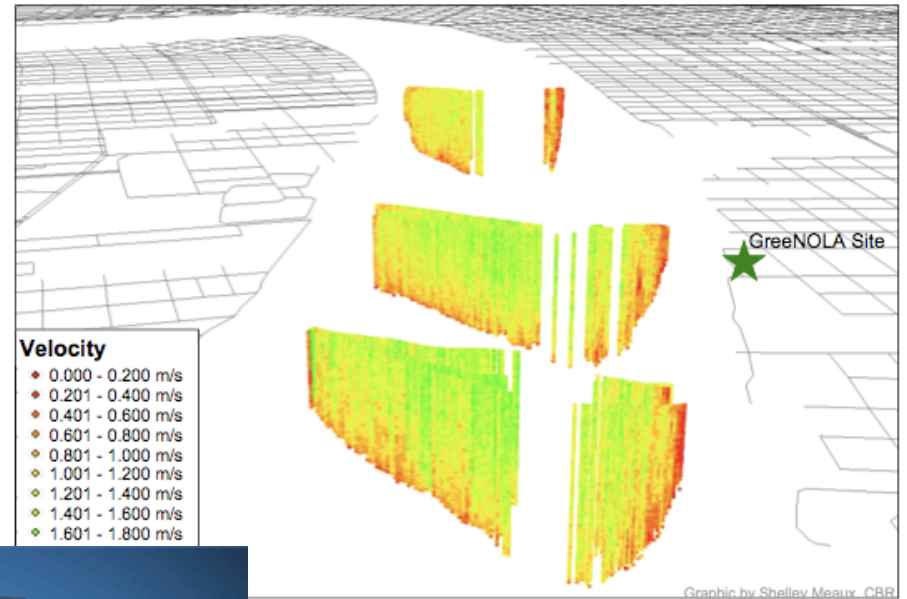 GreeNOLA Site
Velocity
0.000 - 0.200 m/s
0.201 - 0.400 m/s
0.401 - 0.600 m/s
0.601 - 0.800 m/s
0.801 - 1.000 m/s
1.001 - 1.200 m/s
1.201 - 1.400 m/s
1.401 - 1.600 m/s
1.601 - 1.800 m/s
Graphic by Shelley Meaux, CBR